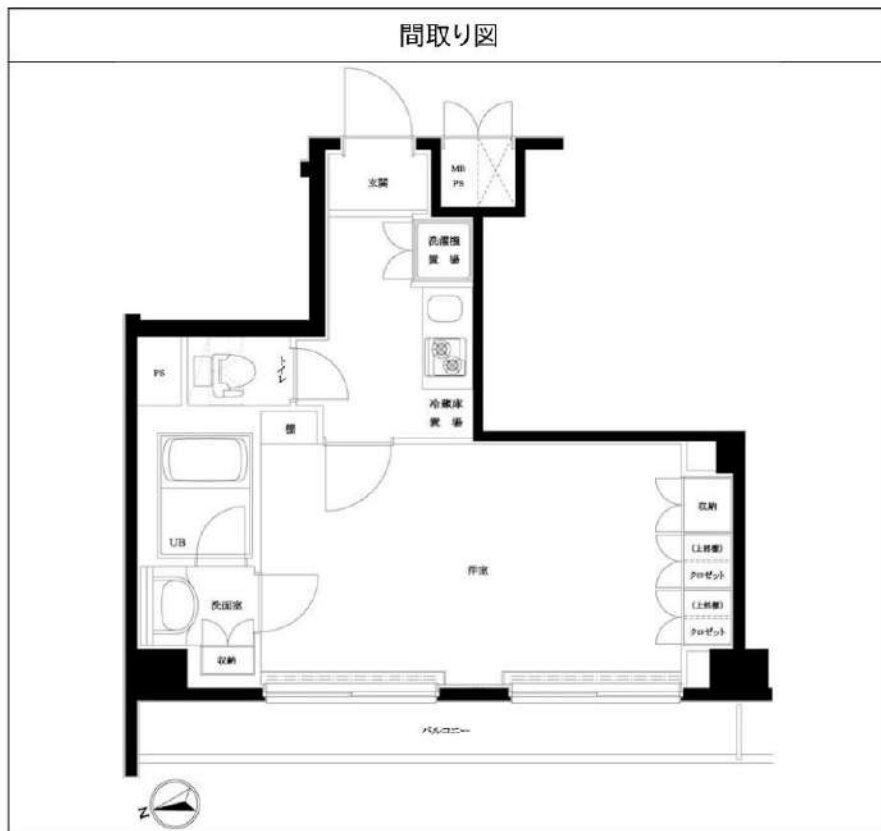 間取り図
MB
PS
玄関
洗濯機
置場
トイレ
PS
冷蔵庫
置場
棚
収納
UB
(上部棚)
クロゼット
洋室
(上部棚)
クロゼット
洗面室
収納
バルコニー
N